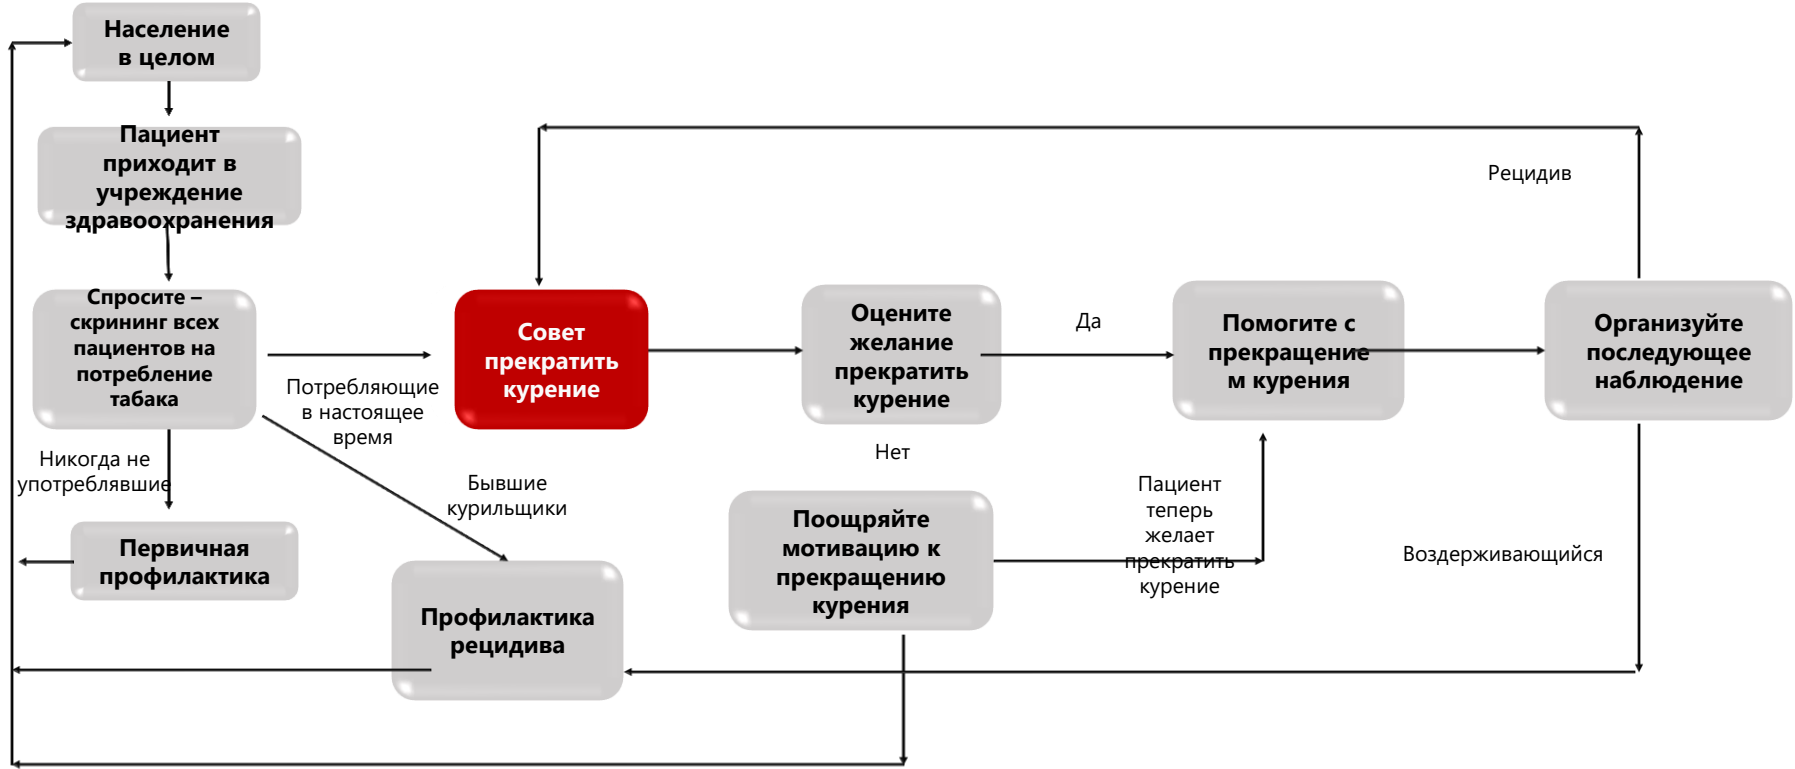 Население
в целом
Пациент
приходит в
учреждение
здравоохранения
Рецидив
Спросите –
скрининг всех
пациентов на
потребление
табака
Потребляющие
в настоящее
время
Совет
прекратить
курение
Оцените
желание
прекратить
курение
Да
Помогите с
прекращение
м курения
Организуйте
последующее
наблюдение
Никогда не
употреблявшие
Бывшие
курильщики
Нет
Первичная
профилактика
Профилактика
рецидива
Поощряйте
мотивацию к
прекращению
курения
Пациент
теперь
желает
прекратить
курение
Воздерживающийся